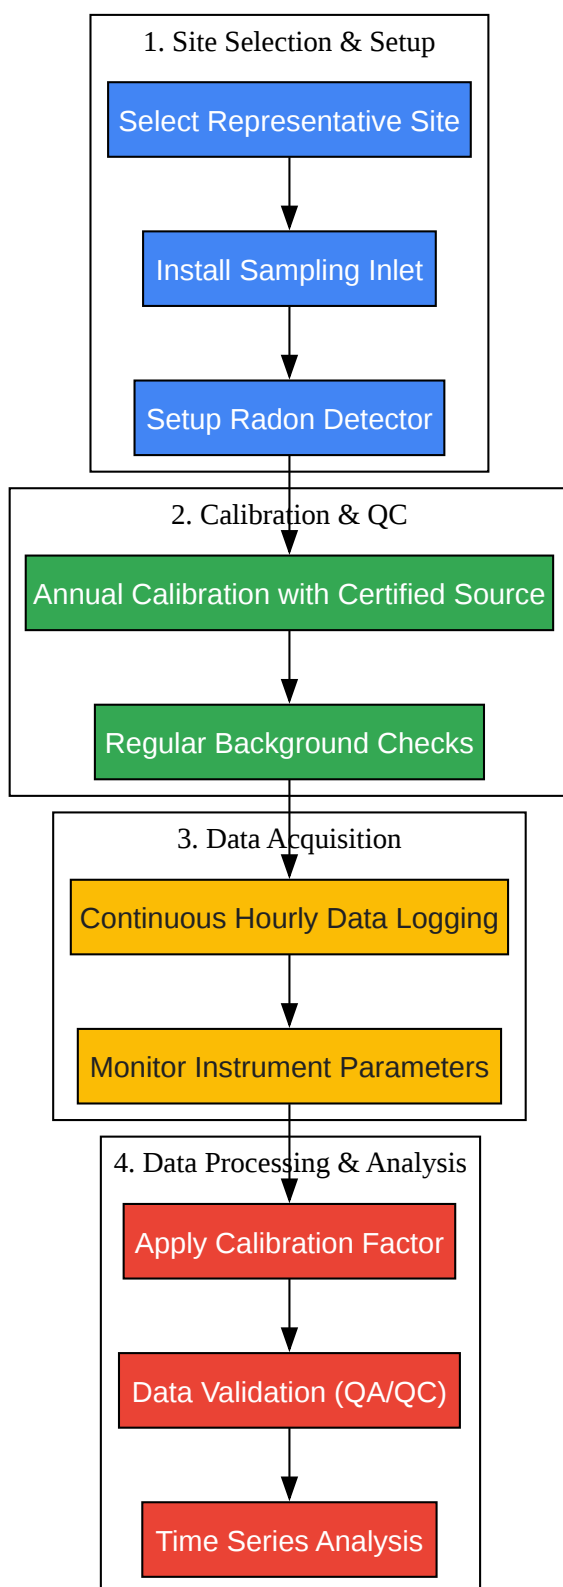 1. Site Selection & Setup
Select Representative Site
Install Sampling Inlet
Setup Radon Detector
2. Calibration & QC
Annual Calibration with Certified Source
Regular Background Checks
3. Data Acquisition
Continuous Hourly Data Logging
Monitor Instrument Parameters
4. Data Processing & Analysis
Apply Calibration Factor
Data Validation (QA/QC)
Time Series Analysis